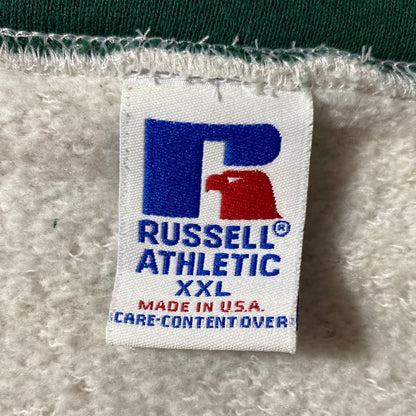 RUSSELL®
ATHLETIC
XXL
MADE IN U.S.A.
CARE-CONTENT OVER